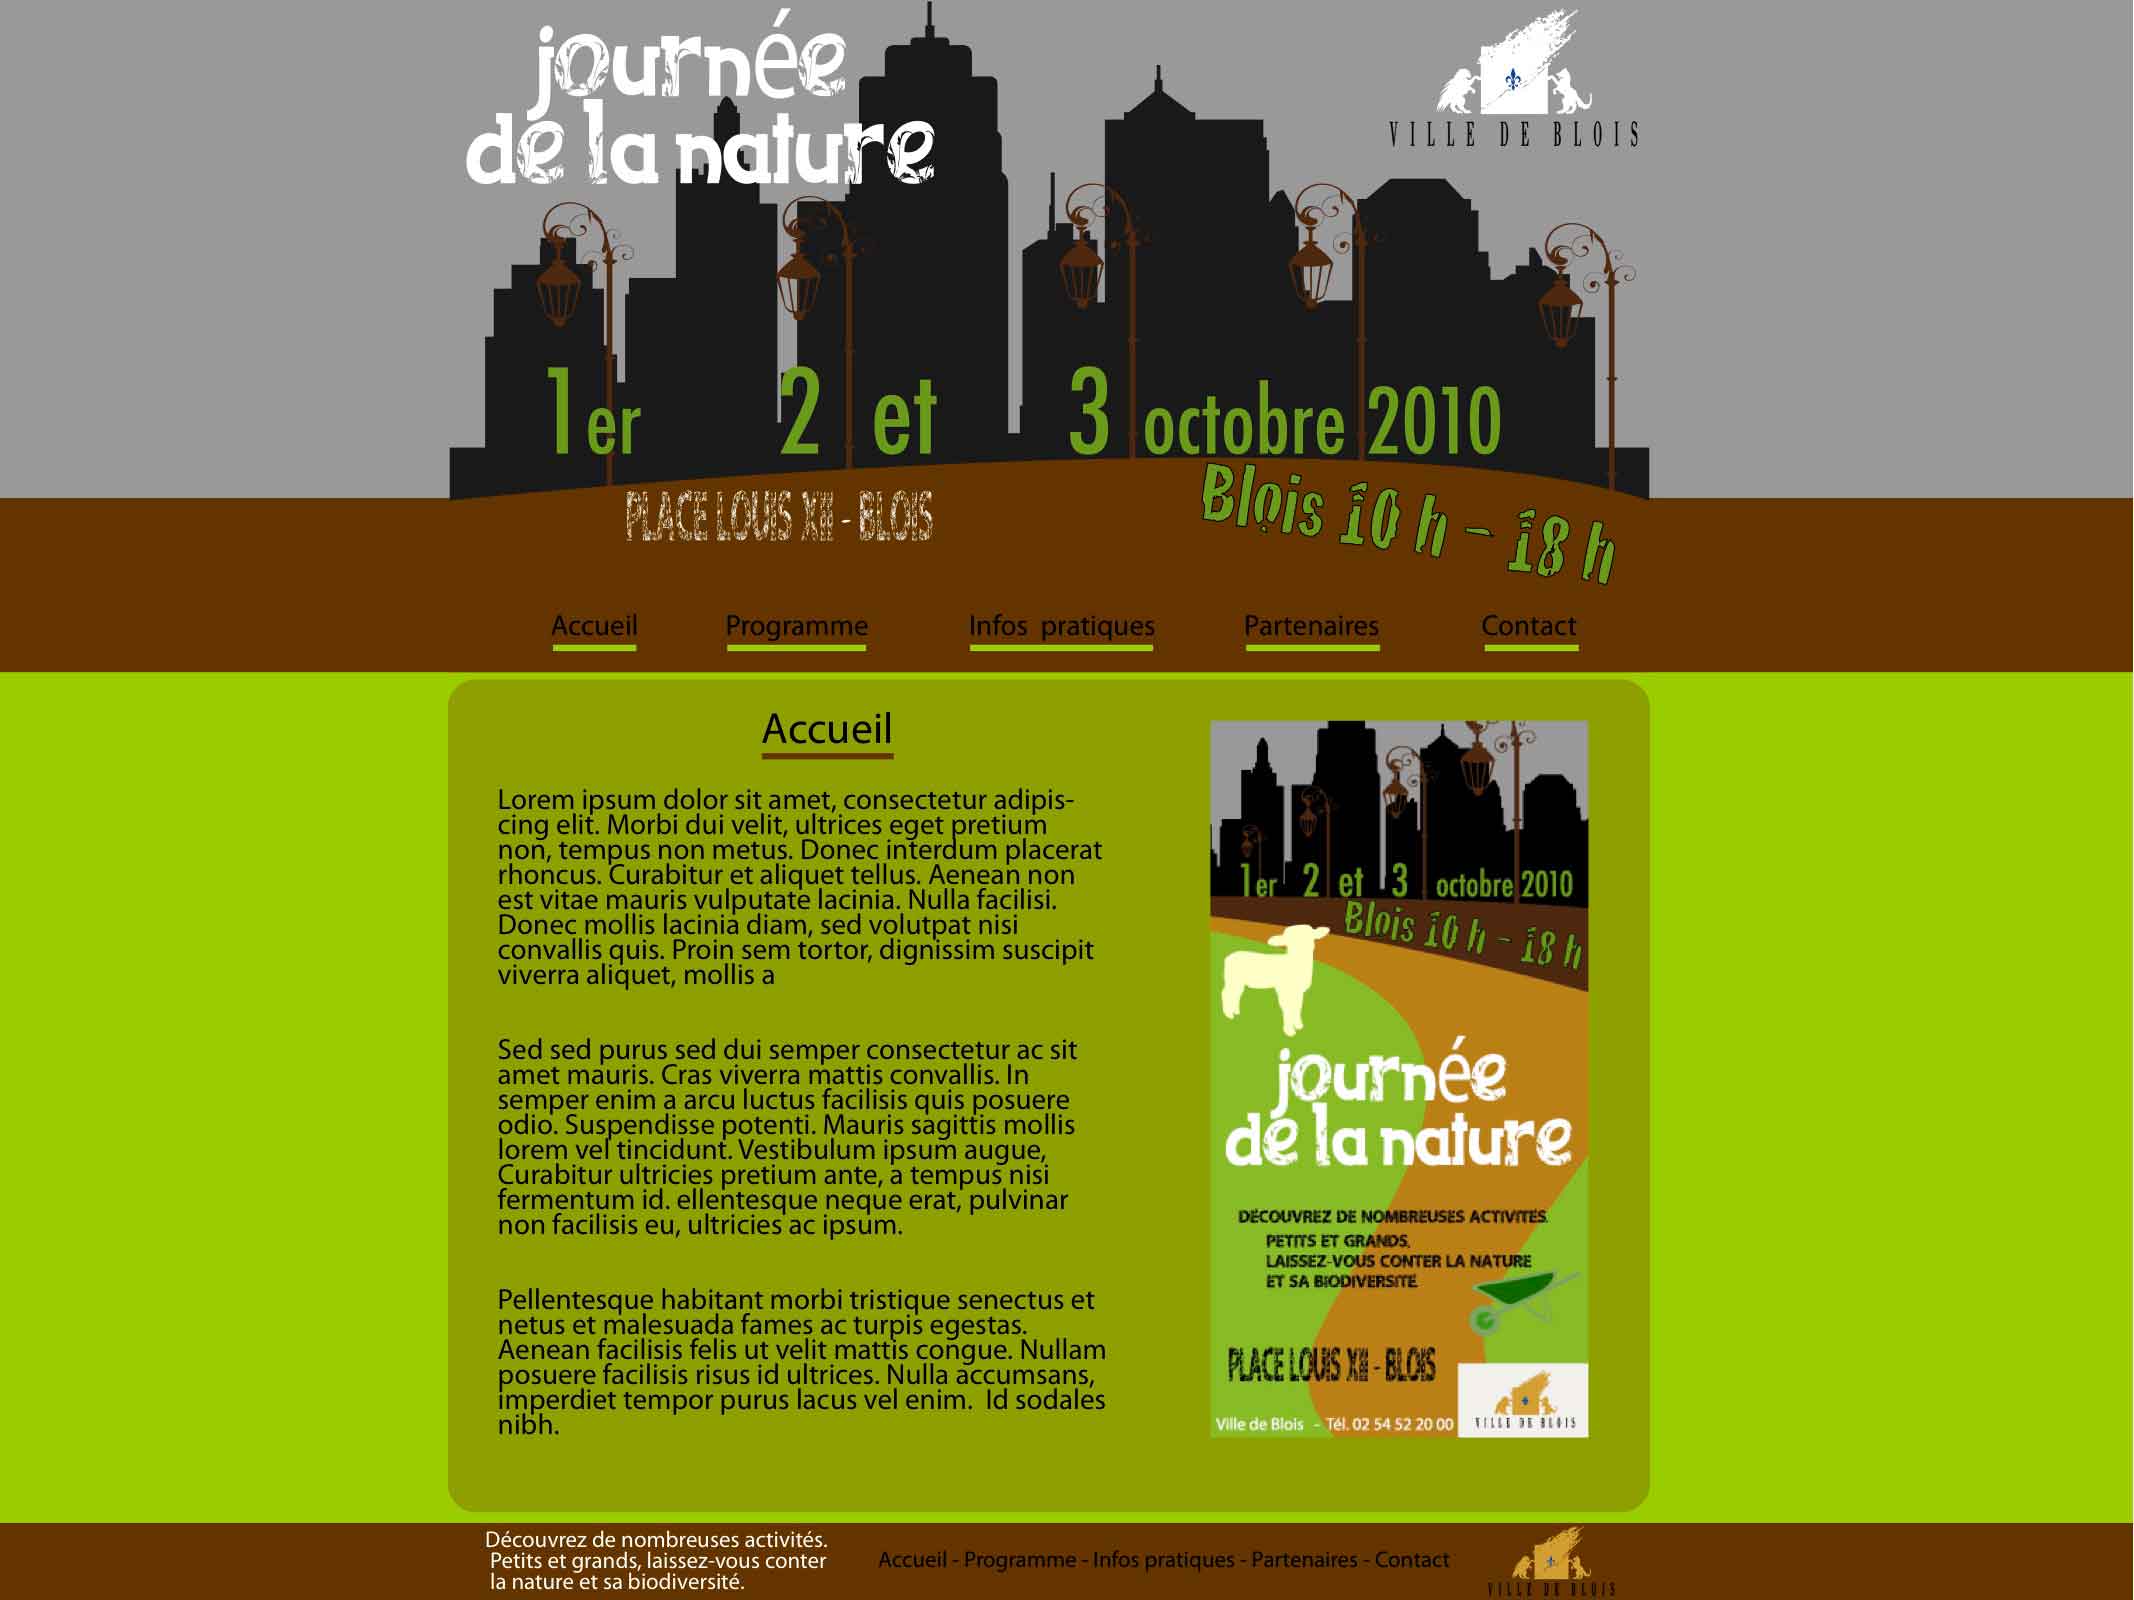 journée
de la nature
VILLE DE BLOIS
1er 2 et 3 octobre 2010
PLACE LOUIS XII - BLOIS
Blois 10 h - 18 h
Accueil Programme Infos pratiques Partenaires Contact
Accueil
Lorem ipsum dolor sit amet, consectetur adipis-
cing elit. Morbi dui velit, ultrices eget pretium
non, tempus non metus. Donec interdum placerat
rhoncus. Curabitur et aliquet tellus. Aenean non
est vitae mauris vulputate lacinia. Nulla facilisi.
Donec mollis lacinia diam, sed volutpat nisi
convallis quis. Proin sem tortor, dignissim suscipit
viverra aliquet, mollis a
Sed sed purus sed dui semper consectetur ac sit
amet mauris. Cras viverra mattis convallis. In
semper enim a arcu luctus facilisis quis posuere
odio. Suspendisse potenti. Mauris sagittis mollis
lorem vel tincidunt. Vestibulum ipsum augue,
Curabitur ultricies pretium ante, a tempus nisi
fermentum id. ellentesque neque erat, pulvinar
non facilisis eu, ultricies ac ipsum.
Pellentesque habitant morbi tristique senectus et
netus et malesuada fames ac turpis egestas.
Aenean facilisis felis ut velit mattis congue. Nullam
posuere facilisis risus id ultrices. Nulla accumsans,
imperdiet tempor purus lacus vel enim.  Id sodales
nibh.
1er 2 et 3 octobre 2010
Blois 10 h - 18 h
journée
de la nature
DÉCOUVREZ DE NOMBREUSES ACTIVITÉS.
PETITS ET GRANDS,
LAISSEZ-VOUS CONTER LA NATURE
ET SA BIODIVERSITÉ
PLACE LOUIS XII - BLOIS
Ville de Blois - Tél. 02 54 52 20 00
VILLE DE BLOIS
Découvrez de nombreuses activités.
Petits et grands, laissez-vous conter
la nature et sa biodiversité.
Accueil - Programme - Infos pratiques - Partenaires - Contact
VILLE DE BLOIS